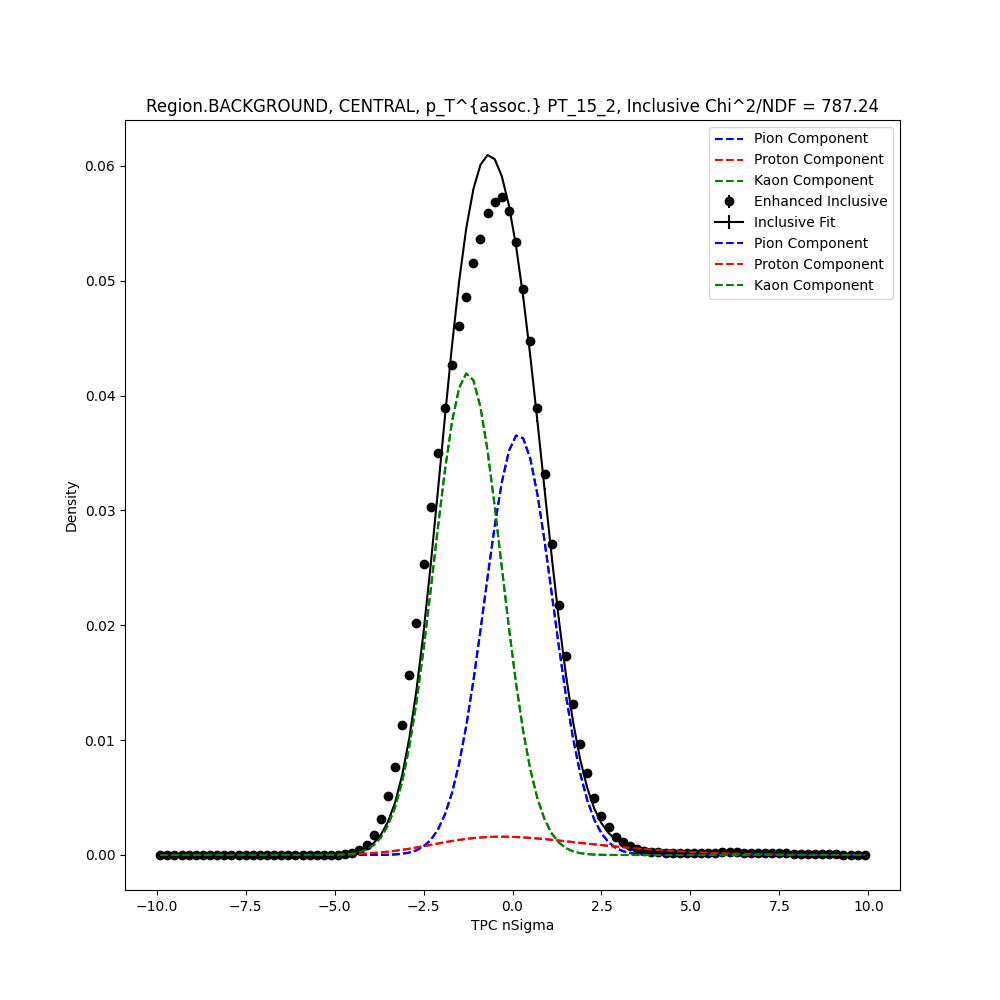 Region.BACKGROUND, CENTRAL, p_T^{assoc.} PT_15_2, Inclusive Chi^2/NDF = 787.24
Pion Component
Proton Component
Kaon Component
Enhanced Inclusive
Inclusive Fit
Pion Component
Proton Component
Kaon Component
0.06
0.05
0.04
0.03
0.02
0.01
0.00
Density
−10.0 −7.5 −5.0 −2.5 0.0 2.5 5.0 7.5 10.0
TPC nSigma